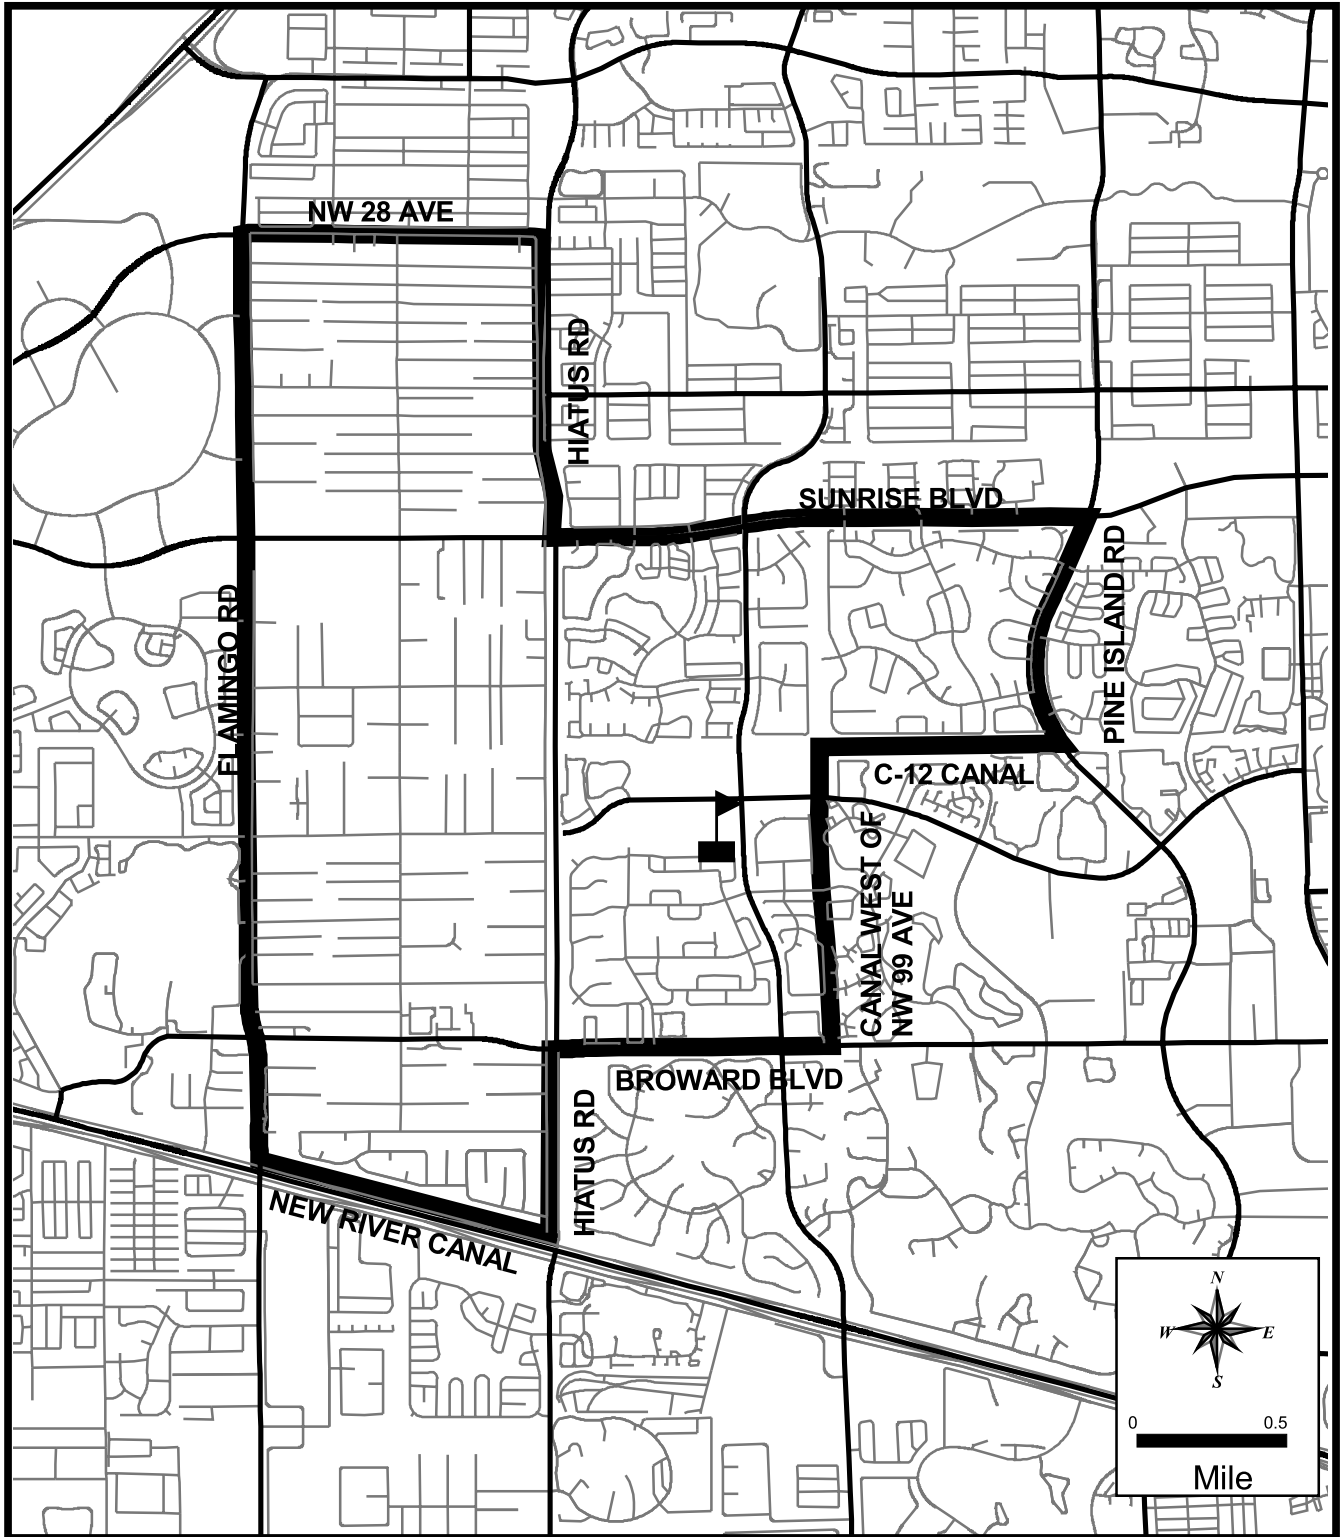 NW 28 AVE
HIATUS RD
SUNRISE BLVD
PINE ISLAND RD
FLAMINGO RD
C-12 CANAL
CANAL WEST OF
NW 99 AVE
BROWARD BLVD
HIATUS RD
NEW RIVER CANAL
N
W E
S
0 0.5
Mile